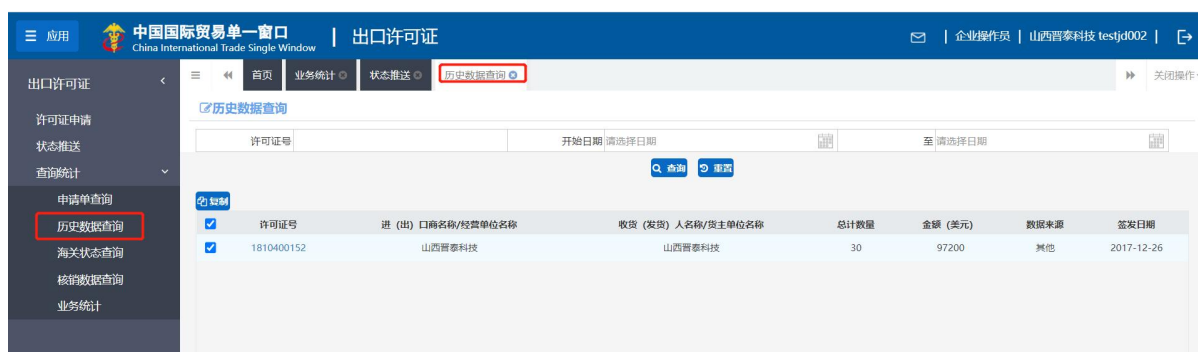 应用
中国国际贸易单一窗口
China International Trade Single Window
出口许可证
企业操作员 | 山西晋泰科技 testjd002 |
出口许可证
首页 业务统计 状态推送 历史数据查询
关闭操作
许可证申请
状态推送
查询统计
申请单查询
历史数据查询
海关状态查询
核销数据查询
业务统计
历史数据查询
许可证号 开始日期 请选择日期 至 请选择日期
查询 重置
复制
许可证号 进 (出) 口商名称/经营单位名称 收货 (发货) 人名称/货主单位名称 总计数量 金额 (美元) 数据来源 签发日期
1810400152 山西晋泰科技 山西晋泰科技 30 97200 其他 2017-12-26